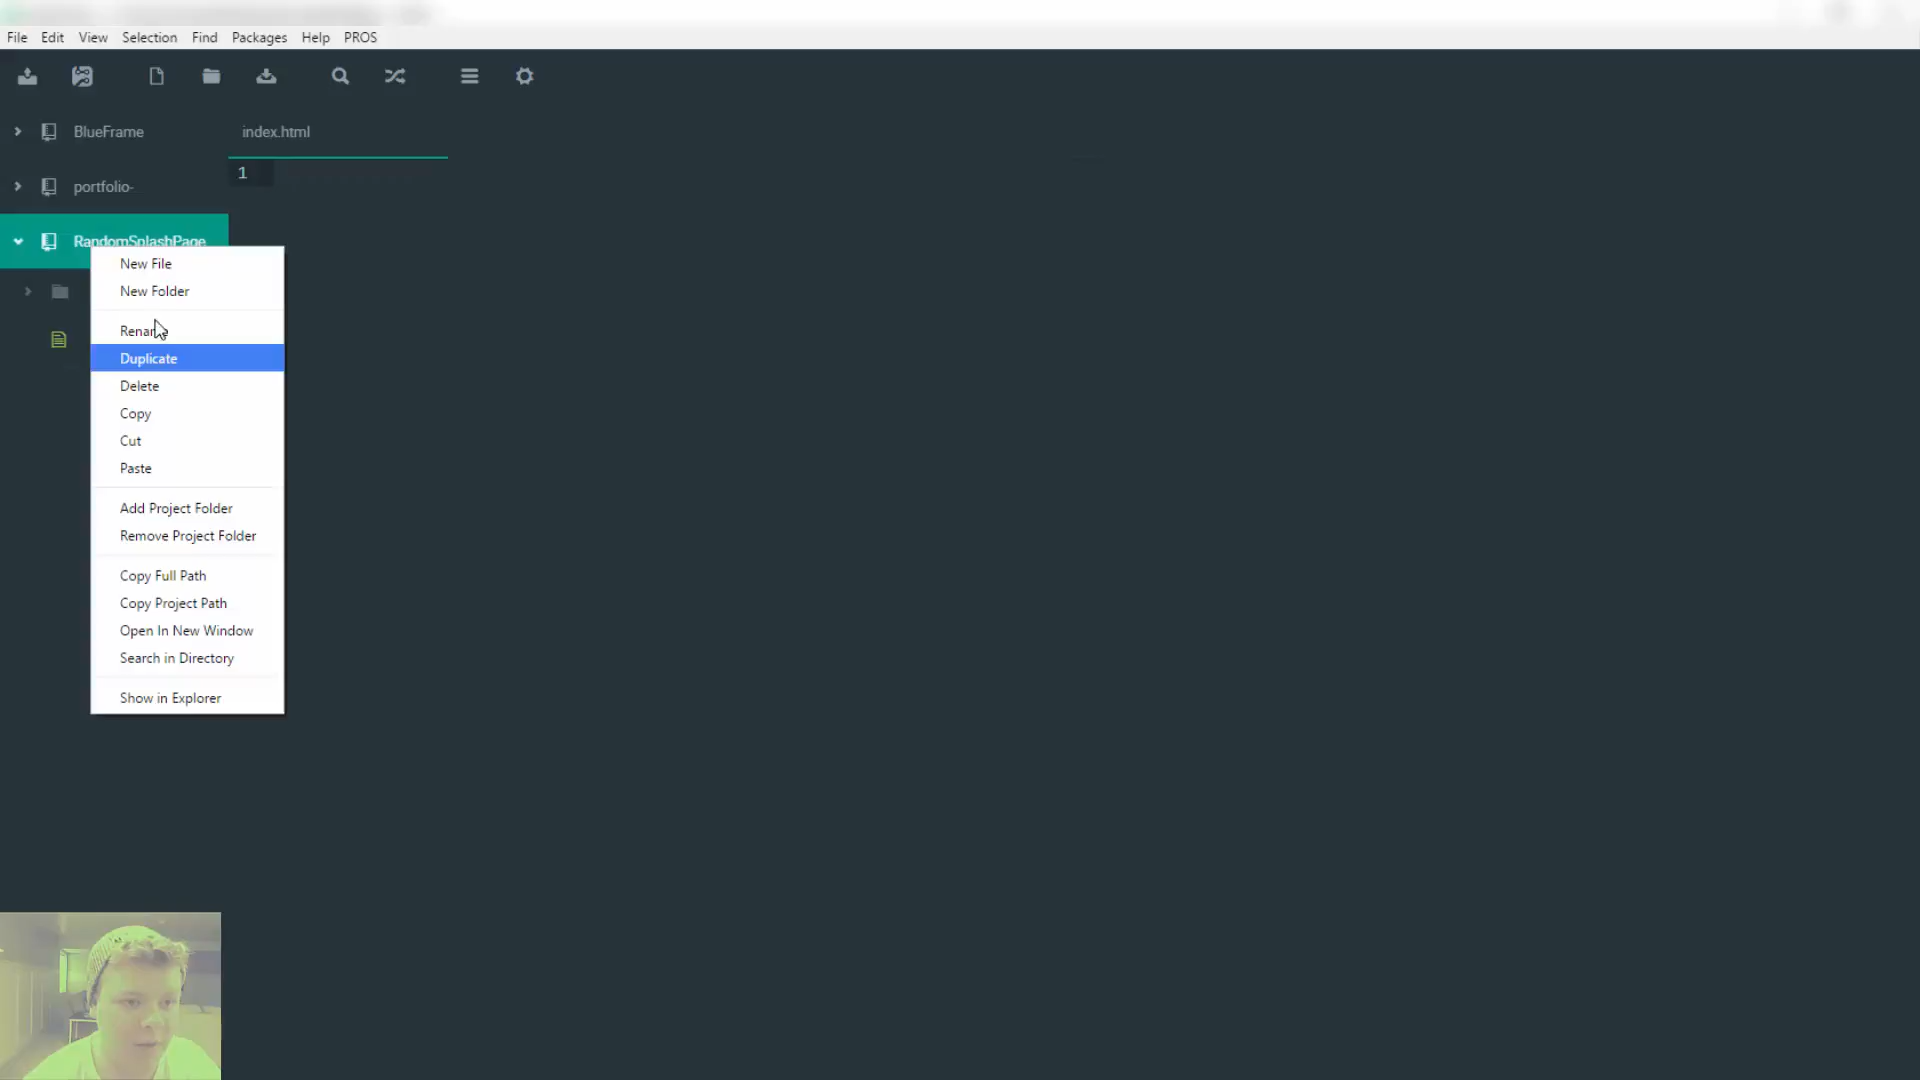 File Edit View Selection Find Packages Help PROS
BlueFrame
index.html
1
portfolio-
RandomSplashPage
New File
New Folder
Rename
Duplicate
Delete
Copy
Cut
Paste
Add Project Folder
Remove Project Folder
Copy Full Path
Copy Project Path
Open In New Window
Search in Directory
Show in Explorer